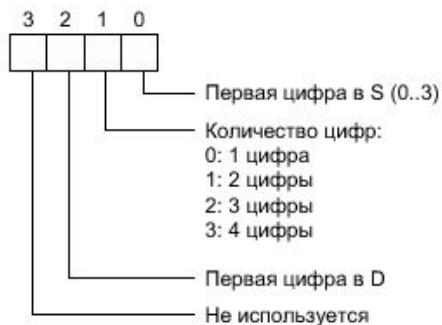 3 2 1 0
Первая цифра в S (0..3)
Количество цифр:
0: 1 цифра
1: 2 цифры
2: 3 цифры
3: 4 цифры
Первая цифра в D
Не используется